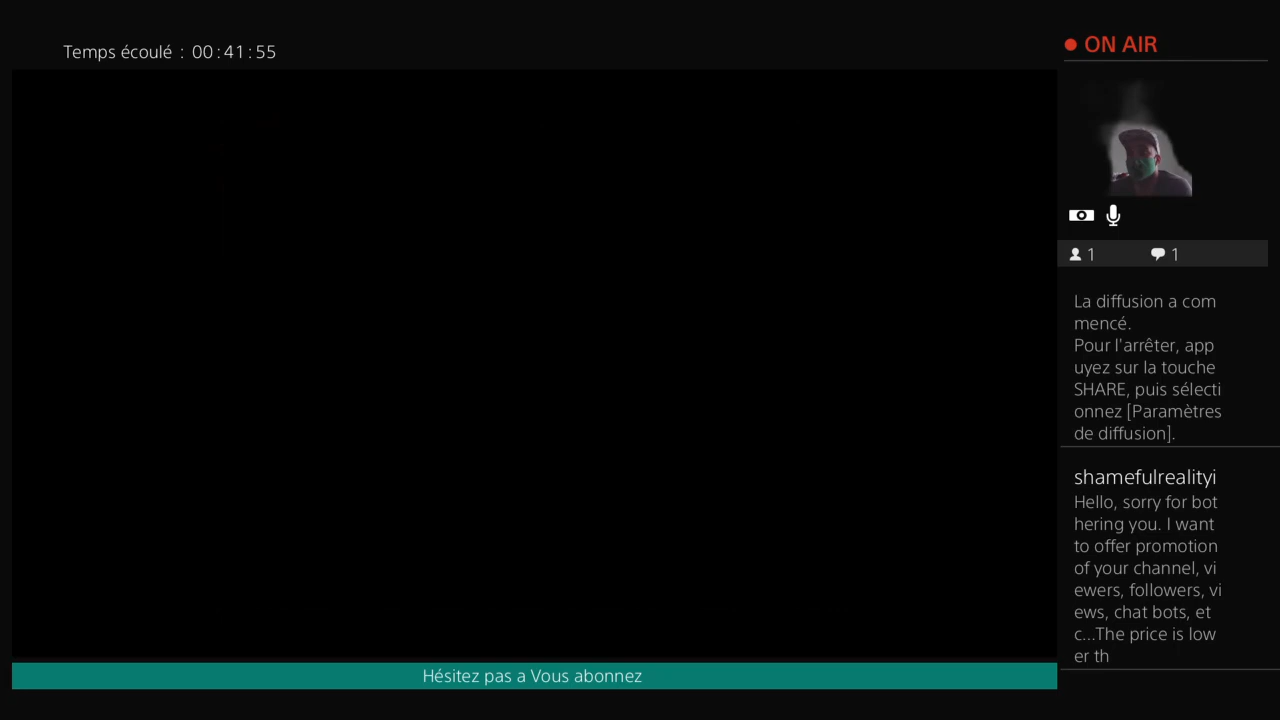 Temps écoulé : 00:41:55
ON AIR
1
1
La diffusion a com
mencé.
Pour l'arrêter, app
uyez sur la touche
SHARE, puis sélecti
onnez [Paramètres
de diffusion].
shamefulrealityi
Hello, sorry for bot
hering you. I want
to offer promotion
of your channel, vi
ewers, followers, vi
ews, chat bots, et
c...The price is low
er th
Hésitez pas a Vous abonnez